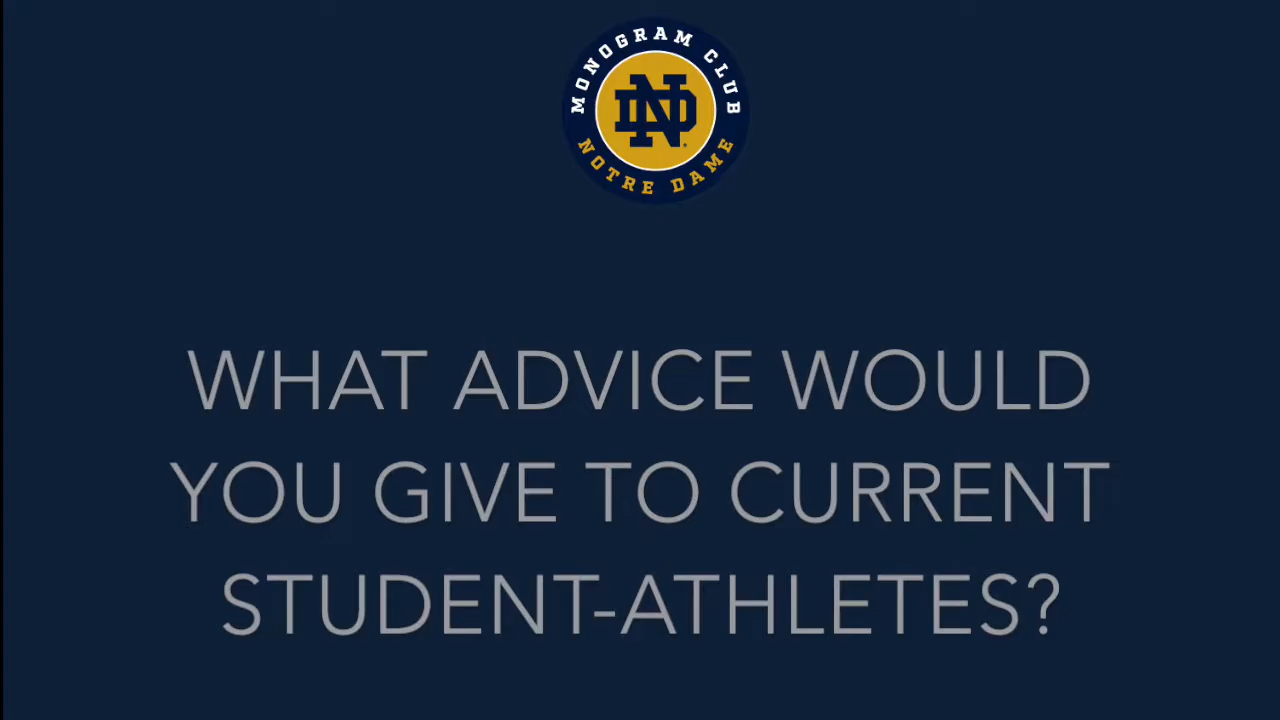 MONOGRAM CLUB
ND
NOTRE DAME
WHAT ADVICE WOULD
YOU GIVE TO CURRENT
STUDENT-ATHLETES?